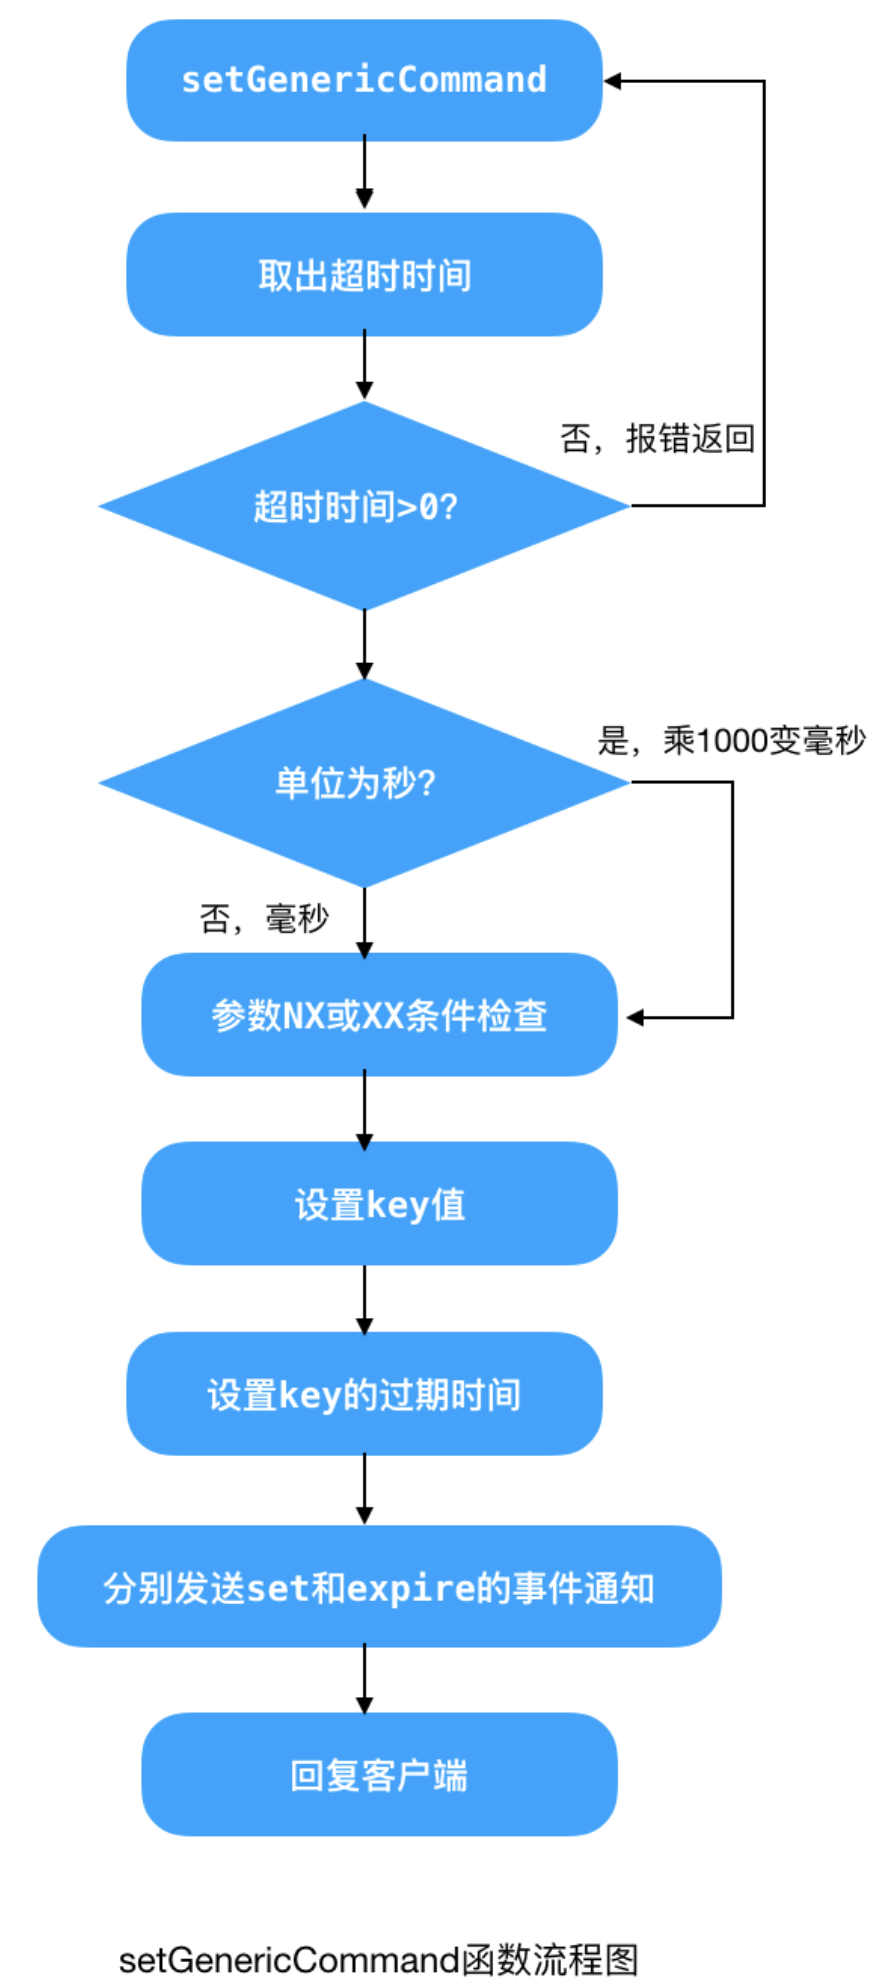 setGenericCommand
取出超时时间
否，报错返回
超时时间>0?
是，乘1000变毫秒
单位为秒?
否，毫秒
参数NX或XX条件检查
设置key值
设置key的过期时间
分别发送set和expire的事件通知
回复客户端
setGenericCommand函数流程图